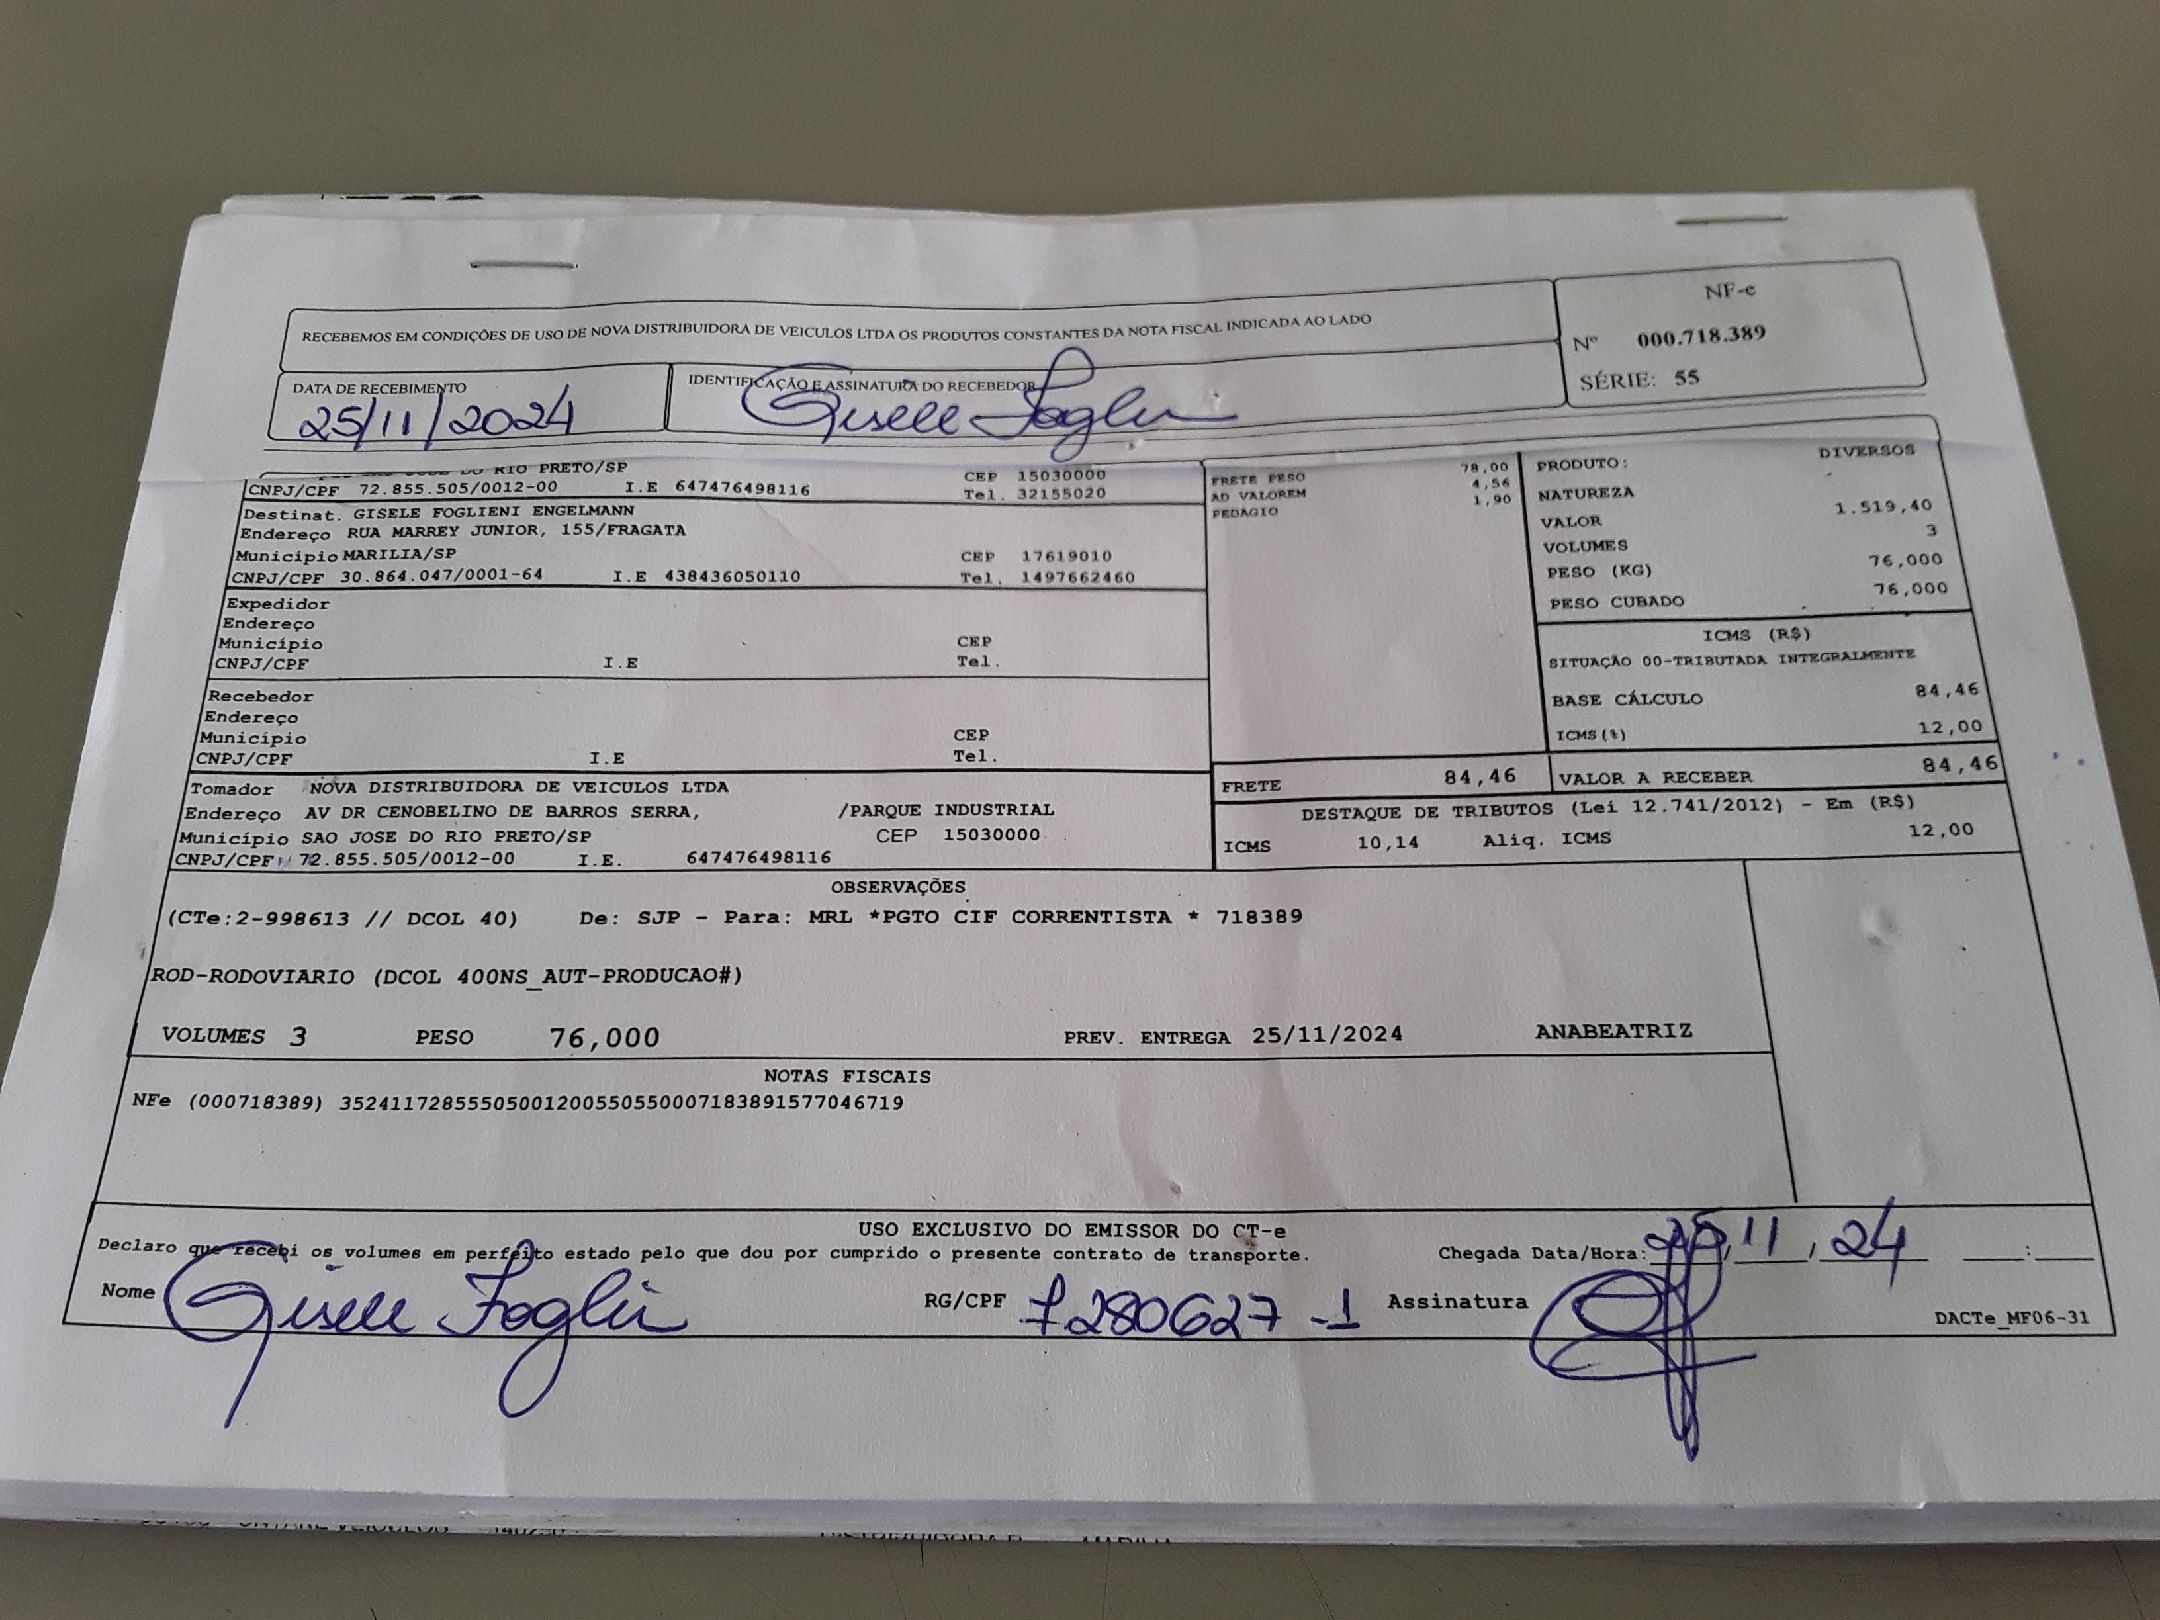 RECEBEMOS EM CONDIÇÕES DE USO DE NOVA DISTRIBUIDORA DE VEICULOS LTDA OS PRODUTOS CONSTANTES DA NOTA FISCAL INDICADA AO LADO
NF-e
Nº 000.718.389
SÉRIE: 55
DATA DE RECEBIMENTO
25/11/2024
IDENTIFICAÇÃO E ASSINATURA DO RECEBEDOR
Gisele Foglieni
DO RIO PRETO/SP CEP 15030000
CNPJ/CPF 72.855.505/0012-00 I.E 647476498116 Tel. 32155020
Destinat. GISELE FOGLIENI ENGELMANN
Endereço RUA MARREY JUNIOR, 155/FRAGATA
Município MARILIA/SP CEP 17619010
CNPJ/CPF 30.864.047/0001-64 I.E 438436050110 Tel. 1497662460
Expedidor
Endereço
Município CEP
CNPJ/CPF I.E Tel.
Recebedor
Endereço
Município CEP
CNPJ/CPF I.E Tel.
Tomador NOVA DISTRIBUIDORA DE VEICULOS LTDA
Endereço AV DR CENOBELINO DE BARROS SERRA, /PARQUE INDUSTRIAL
Município SAO JOSE DO RIO PRETO/SP CEP 15030000
CNPJ/CPF 72.855.505/0012-00 I.E. 647476498116
FRETE PESO 78,00
AD VALOREM 4,56
PEDAGIO 1,90
PRODUTO: DIVERSOS
NATUREZA
VALOR 1.519,40
VOLUMES 3
PESO (KG) 76,000
PESO CUBADO 76,000
ICMS (R$)
SITUAÇÃO 00-TRIBUTADA INTEGRALMENTE
BASE CÁLCULO 84,46
ICMS(%) 12,00
FRETE 84,46 VALOR A RECEBER 84,46
DESTAQUE DE TRIBUTOS (Lei 12.741/2012) - Em (R$)
ICMS 10,14 Aliq. ICMS 12,00
OBSERVAÇÕES
(CTe:2-998613 // DCOL 40) De: SJP - Para: MRL *PGTO CIF CORRENTISTA * 718389
ROD-RODOVIARIO (DCOL 400NS_AUT-PRODUCAO#)
VOLUMES 3 PESO 76,000 PREV. ENTREGA 25/11/2024 ANABEATRIZ
NOTAS FISCAIS
NFe (000718389) 35241172855505001200550550007183891577046719
USO EXCLUSIVO DO EMISSOR DO CT-e
Declaro que recebi os volumes em perfeito estado pelo que dou por cumprido o presente contrato de transporte. Chegada Data/Hora: 25/11/24 :
Nome Gisele Foglieni RG/CPF 7280627-1 Assinatura
DACTe_MF06-31